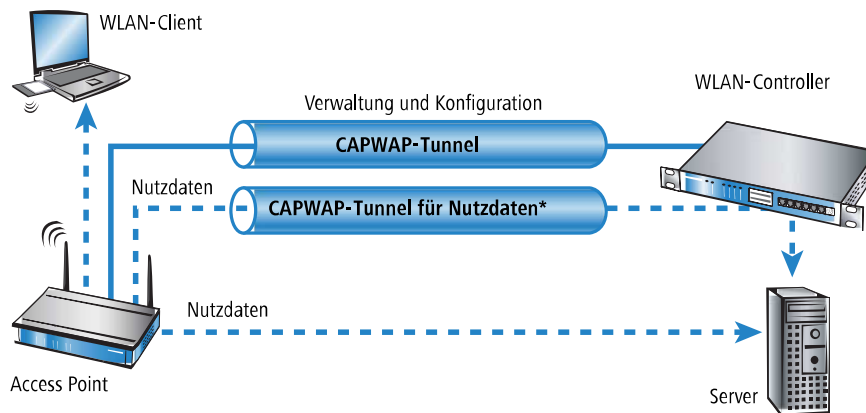 WLAN-Client
WLAN-Controller
Verwaltung und Konfiguration
CAPWAP-Tunnel
Nutzdaten
CAPWAP-Tunnel für Nutzdaten*
Nutzdaten
Access Point
Server